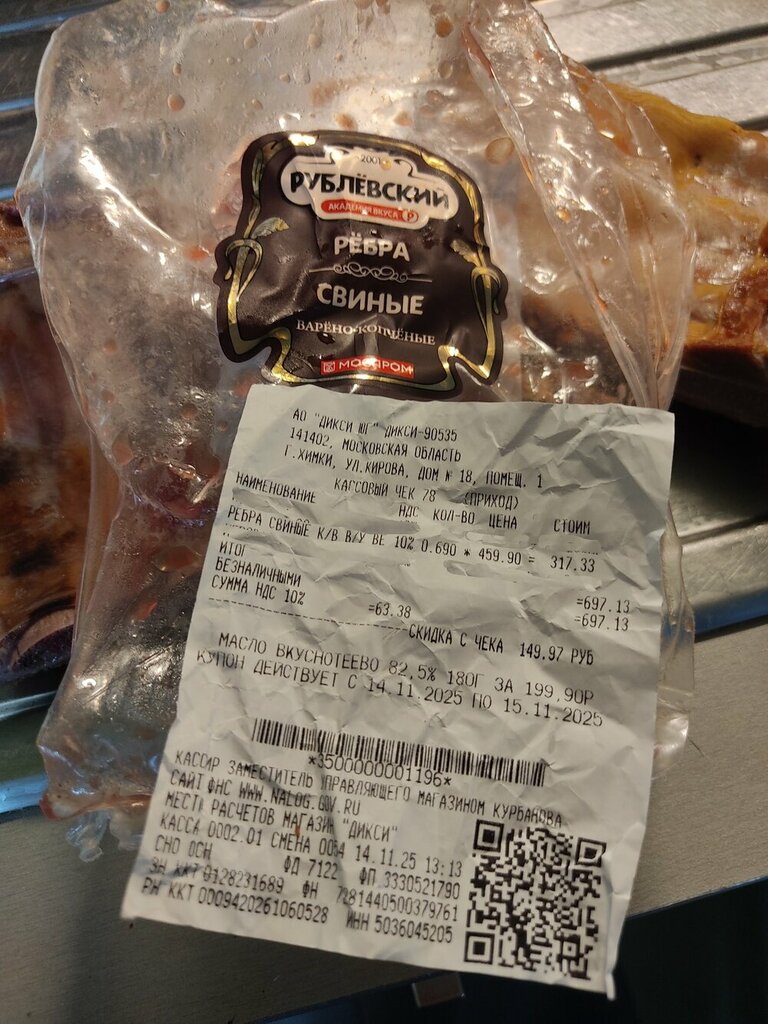 2001
РУБЛЁВСКИЙ
АКАДЕМИЯ ВКУСА Р
РЁБРА
СВИНЫЕ
ВАРЁНО-КОПЧЁНЫЕ
МОСПРОМ
АО "ДИКСИ ЮГ" ДИКСИ-90535
141402, МОСКОВСКАЯ ОБЛАСТЬ
Г.ХИМКИ, УЛ.КИРОВА, ДОМ № 18, ПОМЕЩ. 1
КАССОВЫЙ ЧЕК 78 (ПРИХОД)
НАИМЕНОВАНИЕ НДС КОЛ-ВО ЦЕНА СТОИМ
РЕБРА СВИНЫЕ К/В В/У ВЕ 10% 0.690 * 459.90 = 317.33
ИТОГ =697.13
БЕЗНАЛИЧНЫМИ =697.13
СУММА НДС 10% =63.38
СКИДКА С ЧЕКА 149.97 РУБ
МАСЛО ВКУСНОТЕЕВО 82,5% 180Г ЗА 199,90Р
КУПОН ДЕЙСТВУЕТ С 14.11.2025 ПО 15.11.2025
*3500000001196*
КАССИР ЗАМЕСТИТЕЛЬ УПРАВЛЯЮЩЕГО МАГАЗИНОМ КУРБАНОВА
САЙТ ФНС WWW.NALOG.GOV.RU
МЕСТО РАСЧЕТОВ МАГАЗИН "ДИКСИ"
КАССА 0002.01 СМЕНА 0054 14.11.25 13:13
СНО ОСН ФД 7122 ФП 3330521790
ЗН ККТ 0128231689 ФН 7281440500379761
РН ККТ 0009420261060528 ИНН 5036045205